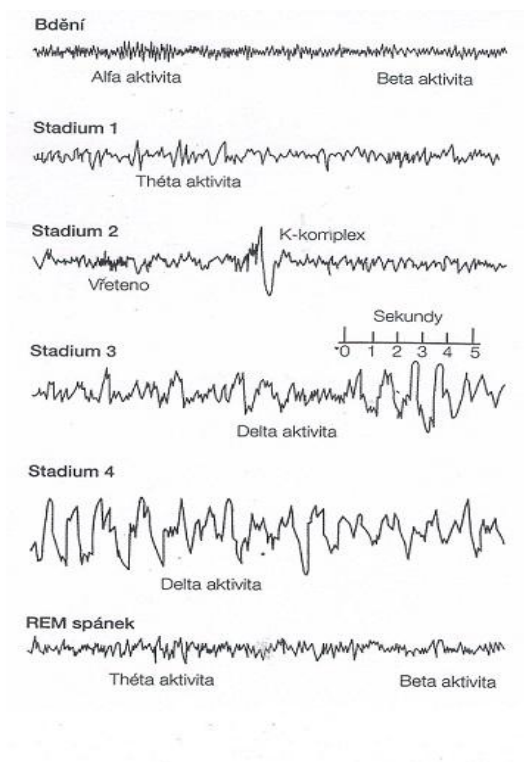 Bdění
Alfa aktivita Beta aktivita
Stadium 1
Théta aktivita
Stadium 2
K-komplex
Vřeteno
Sekundy
Stadium 3
0 1 2 3 4 5
Delta aktivita
Stadium 4
Delta aktivita
REM spánek
Théta aktivita Beta aktivita